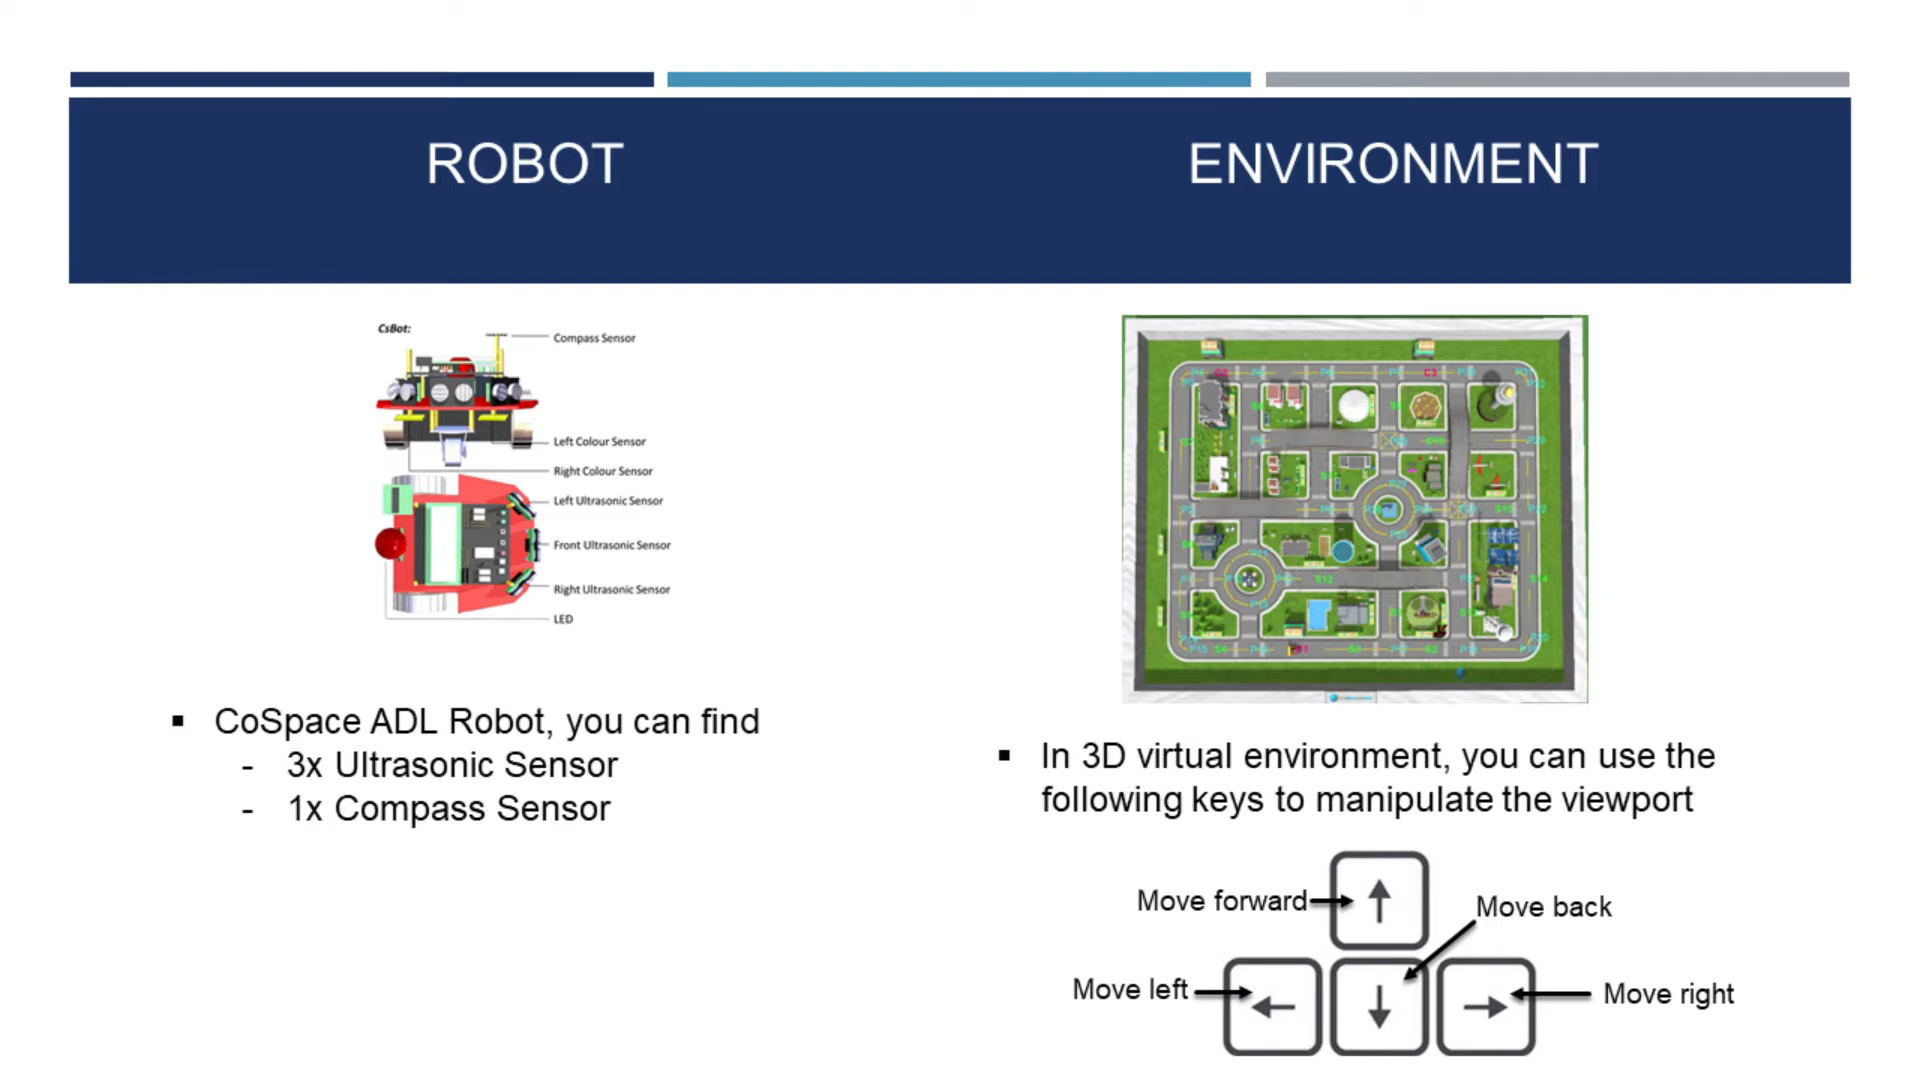 ROBOT
ENVIRONMENT
CsBot:
Compass Sensor
Left Colour Sensor
Right Colour Sensor
Left Ultrasonic Sensor
Front Ultrasonic Sensor
Right Ultrasonic Sensor
LED
▪ CoSpace ADL Robot, you can find
- 3x Ultrasonic Sensor
- 1x Compass Sensor
▪ In 3D virtual environment, you can use the
following keys to manipulate the viewport
Move forward
Move back
Move left
Move right